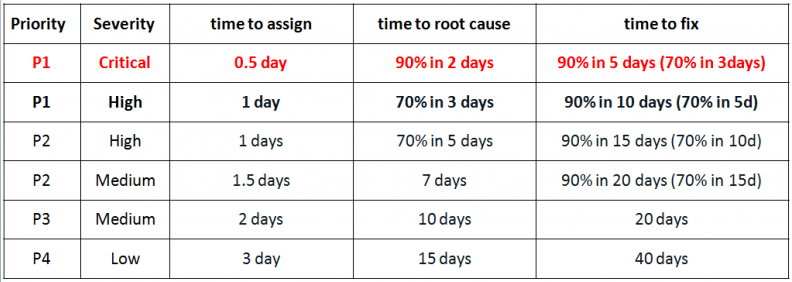 Priority Severity time to assign time to root cause time to fix
P1 Critical 0.5 day 90% in 2 days 90% in 5 days (70% in 3days)
P1 High 1 day 70% in 3 days 90% in 10 days (70% in 5d)
P2 High 1 days 70% in 5 days 90% in 15 days (70% in 10d)
P2 Medium 1.5 days 7 days 90% in 20 days (70% in 15d)
P3 Medium 2 days 10 days 20 days
P4 Low 3 day 15 days 40 days